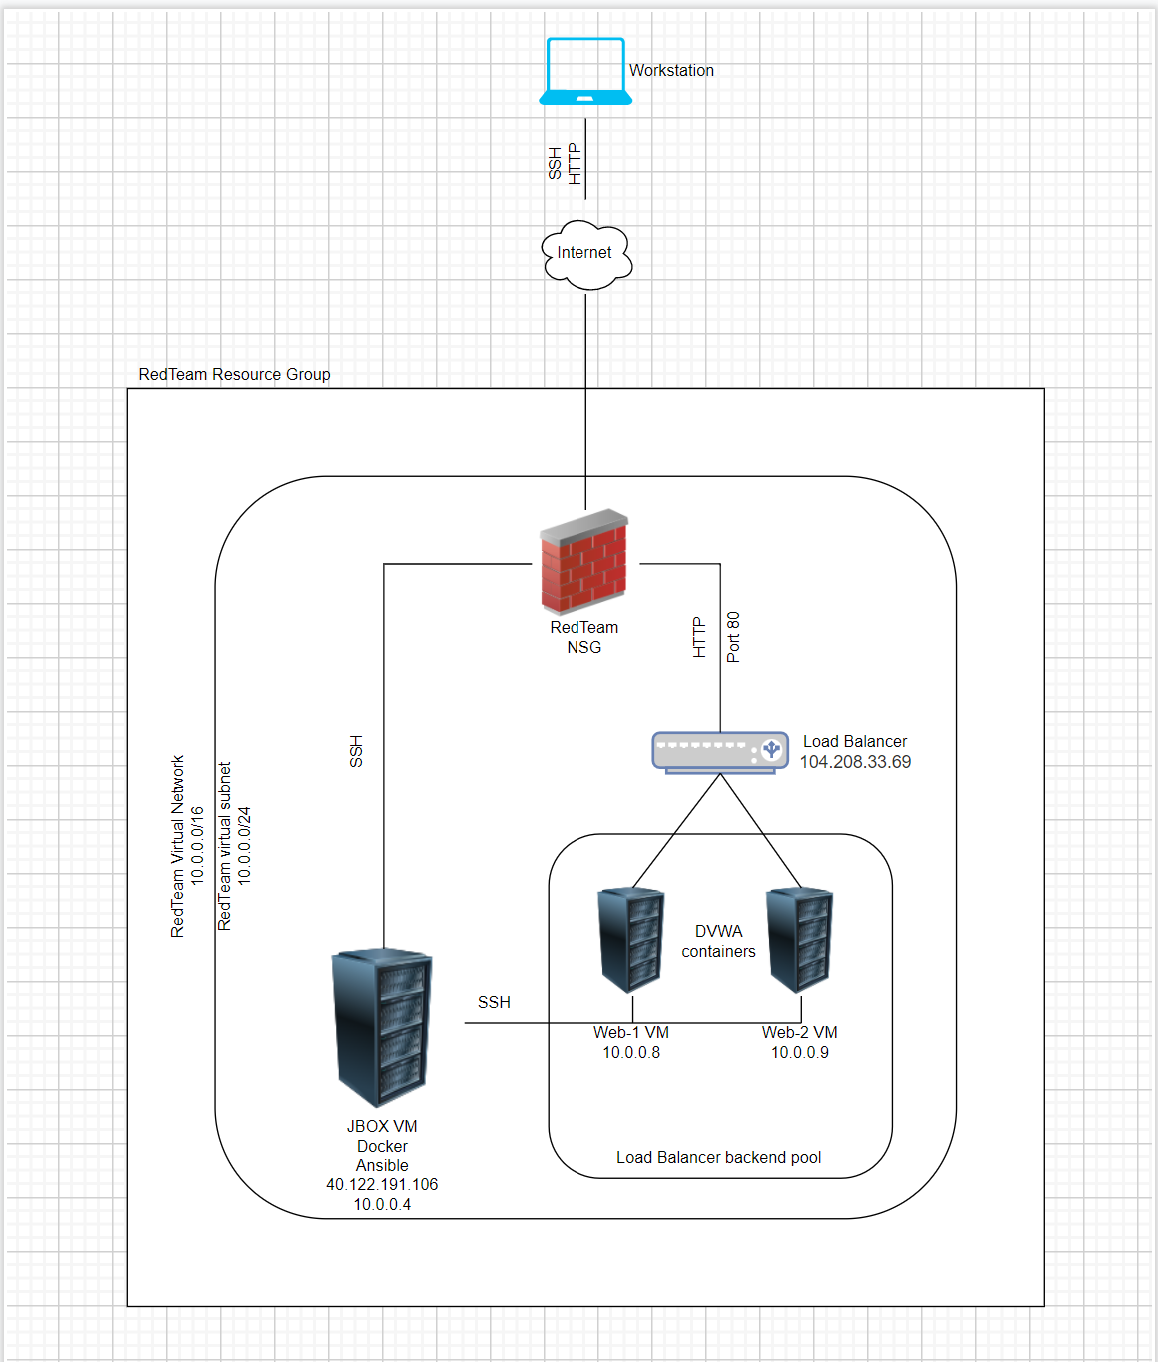 Workstation
SSH
HTTP
Internet
RedTeam Resource Group
RedTeam
NSG
HTTP
Port 80
SSH
Load Balancer
104.208.33.69
RedTeam Virtual Network
10.0.0.0/16
RedTeam virtual subnet
10.0.0.0/24
DVWA
containers
SSH
Web-1 VM
10.0.0.8
Web-2 VM
10.0.0.9
JBOX VM
Docker
Ansible
40.122.191.106
10.0.0.4
Load Balancer backend pool